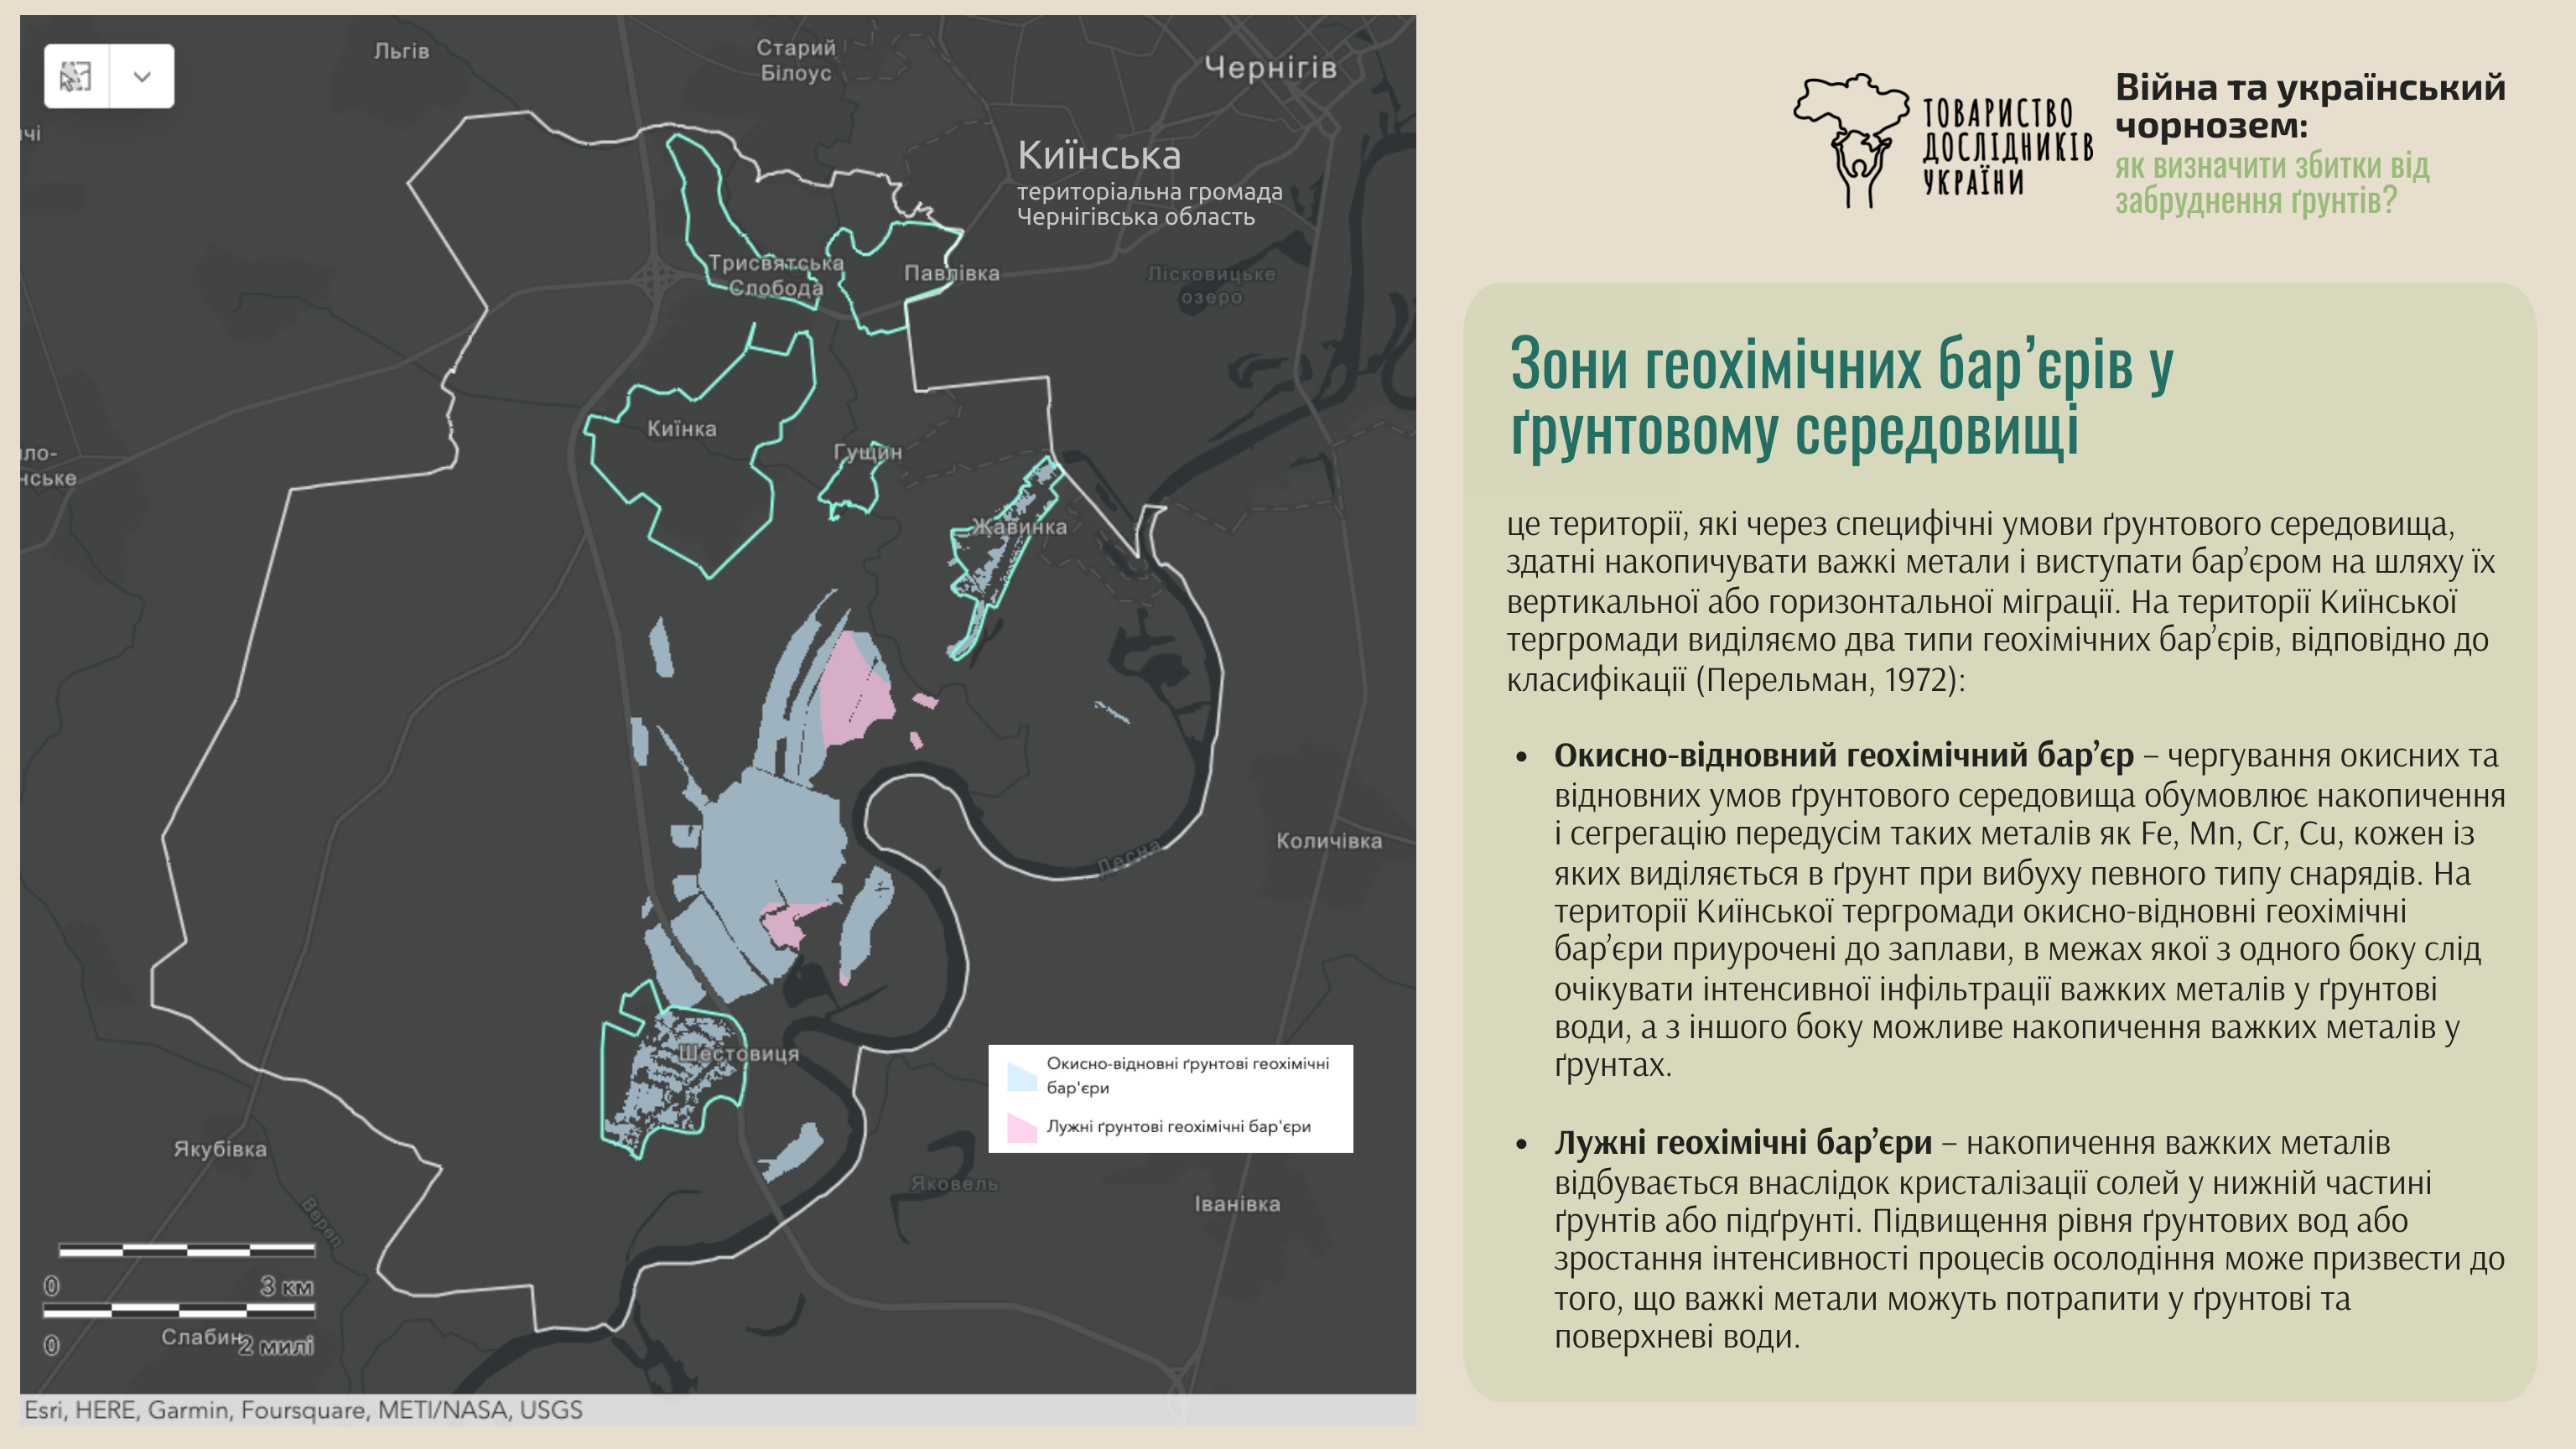 Льгів
Старий
Білоус
Чернігів
чі
Киїнська
територіальна громада
Чернігівська область
Трисвятська
Слобода
Павлівка
Лісковицьке
озеро
Киїнка
Гущин
ло-
нське
Жавинка
Количівка
Десна
Шестовиця
Окисно-відновні ґрунтові геохімічні
бар'єри
Лужні ґрунтові геохімічні бар'єри
Якубівка
Яковель
Іванівка
Вереп
0 3 км
0 2 милі
Слабин
Esri, HERE, Garmin, Foursquare, METI/NASA, USGS
ТОВАРИСТВО
ДОСЛІДНИКІВ
УКРАЇНИ
Війна та український
чорнозем:
як визначити збитки від
забруднення ґрунтів?
Зони геохімічних бар’єрів у
ґрунтовому середовищі
це території, які через специфічні умови ґрунтового середовища,
здатні накопичувати важкі метали і виступати бар’єром на шляху їх
вертикальної або горизонтальної міграції. На території Киїнської
тергромади виділяємо два типи геохімічних бар’єрів, відповідно до
класифікації (Перельман, 1972):
• Окисно-відновний геохімічний бар’єр – чергування окисних та
відновних умов ґрунтового середовища обумовлює накопичення
і сегрегацію передусім таких металів як Fe, Mn, Cr, Cu, кожен із
яких виділяється в ґрунт при вибуху певного типу снарядів. На
території Киїнської тергромади окисно-відновні геохімічні
бар’єри приурочені до заплави, в межах якої з одного боку слід
очікувати інтенсивної інфільтрації важких металів у ґрунтові
води, а з іншого боку можливе накопичення важких металів у
ґрунтах.
• Лужні геохімічні бар’єри – накопичення важких металів
відбувається внаслідок кристалізації солей у нижній частині
ґрунтів або підґрунті. Підвищення рівня ґрунтових вод або
зростання інтенсивності процесів осолодіння може призвести до
того, що важкі метали можуть потрапити у ґрунтові та
поверхневі води.